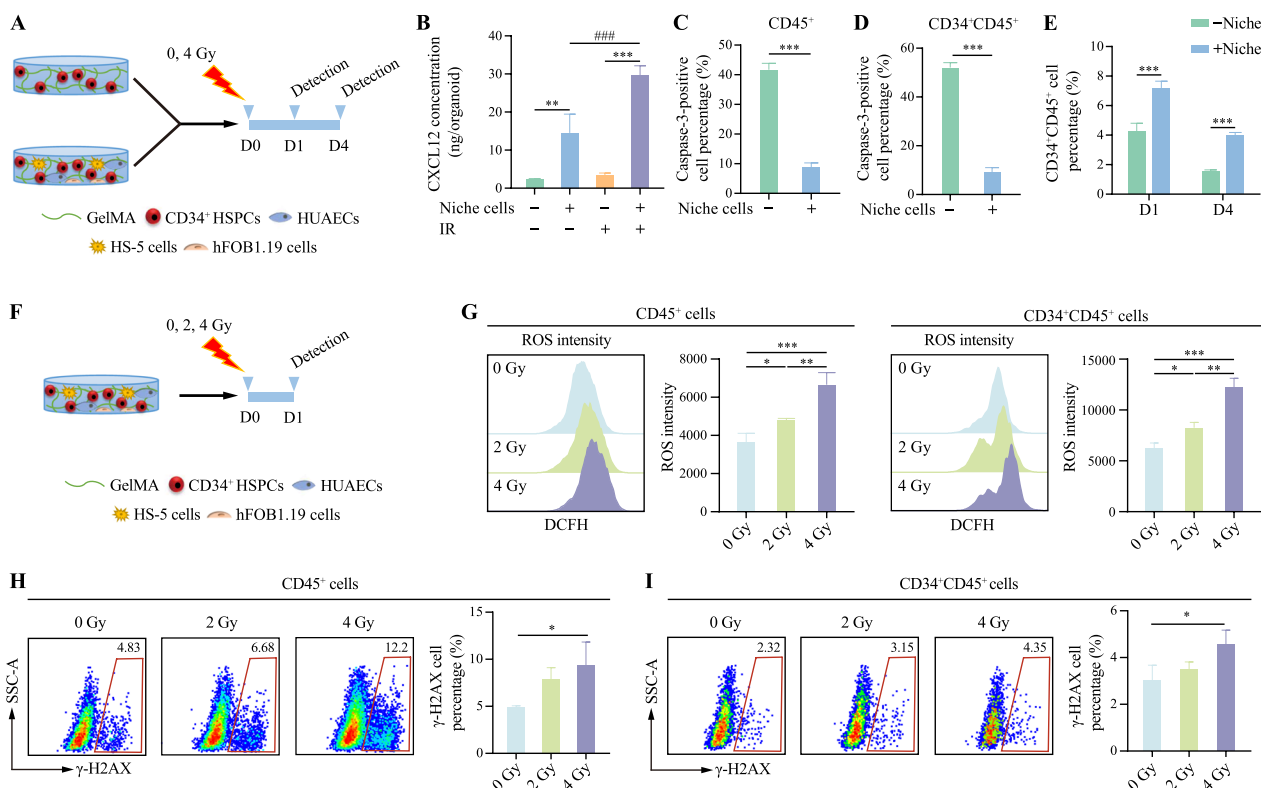 A
0, 4 Gy
Detection
Detection
D0 D1 D4
GelMA CD34⁺ HSPCs HUAECs
HS-5 cells hFOB1.19 cells
B
CXCL12 concentration
(ng/organoid)
40
30
20
10
0
###
***
**
Niche cells − + − +
IR − − + +
C
CD45⁺
Caspase-3-positive
cell percentage (%)
50
40
30
20
10
0
***
Niche cells − +
D
CD34⁺CD45⁺
Caspase-3-positive
cell percentage (%)
60
40
20
0
***
Niche cells − +
E
−Niche
+Niche
CD34⁺CD45⁺ cell
percentage (%)
10
8
6
4
2
0
***
***
D1 D4
F
0, 2, 4 Gy
Detection
D0 D1
GelMA CD34⁺ HSPCs HUAECs
HS-5 cells hFOB1.19 cells
G
CD45⁺ cells
ROS intensity
0 Gy
2 Gy
4 Gy
DCFH
ROS intensity
8000
6000
4000
2000
0
***
* **
0 Gy 2 Gy 4 Gy
CD34⁺CD45⁺ cells
ROS intensity
0 Gy
2 Gy
4 Gy
DCFH
ROS intensity
15000
10000
5000
0
***
* **
0 Gy 2 Gy 4 Gy
H
CD45⁺ cells
0 Gy 2 Gy 4 Gy
4.83 6.68 12.2
SSC-A
γ-H2AX
γ-H2AX cell
percentage (%)
15
10
5
0
*
0 Gy 2 Gy 4 Gy
I
CD34⁺CD45⁺ cells
0 Gy 2 Gy 4 Gy
2.32 3.15 4.35
SSC-A
γ-H2AX
γ-H2AX cell
percentage (%)
6
4
2
0
*
0 Gy 2 Gy 4 Gy